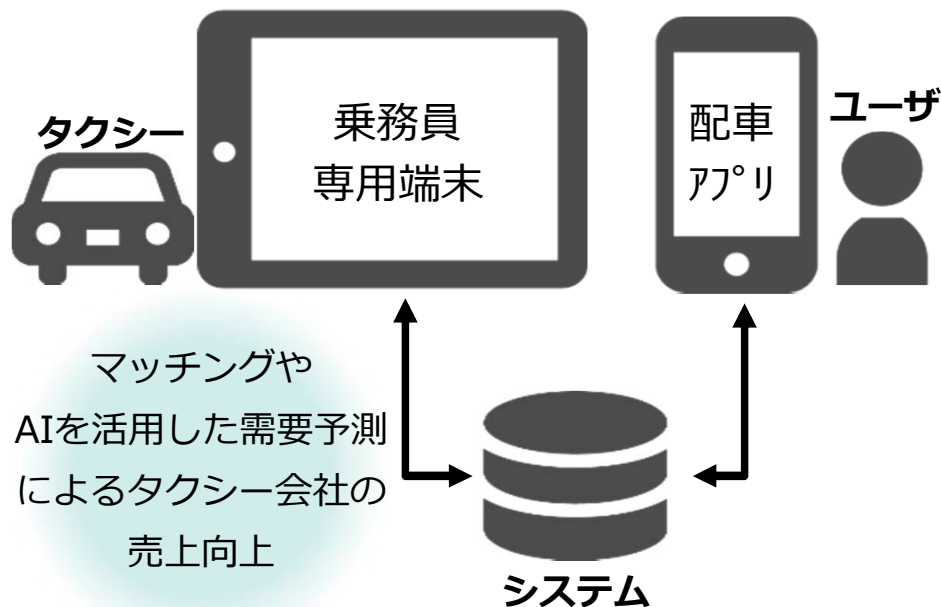 タクシー
乗務員
専用端末
配車
ｱﾌﾟﾘ
ユーザ
マッチングや
AIを活用した需要予測
によるタクシー会社の
売上向上
システム